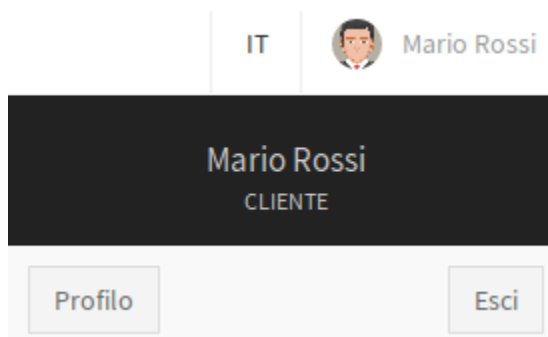 IT Mario Rossi
Mario Rossi
CLIENTE
Profilo Esci